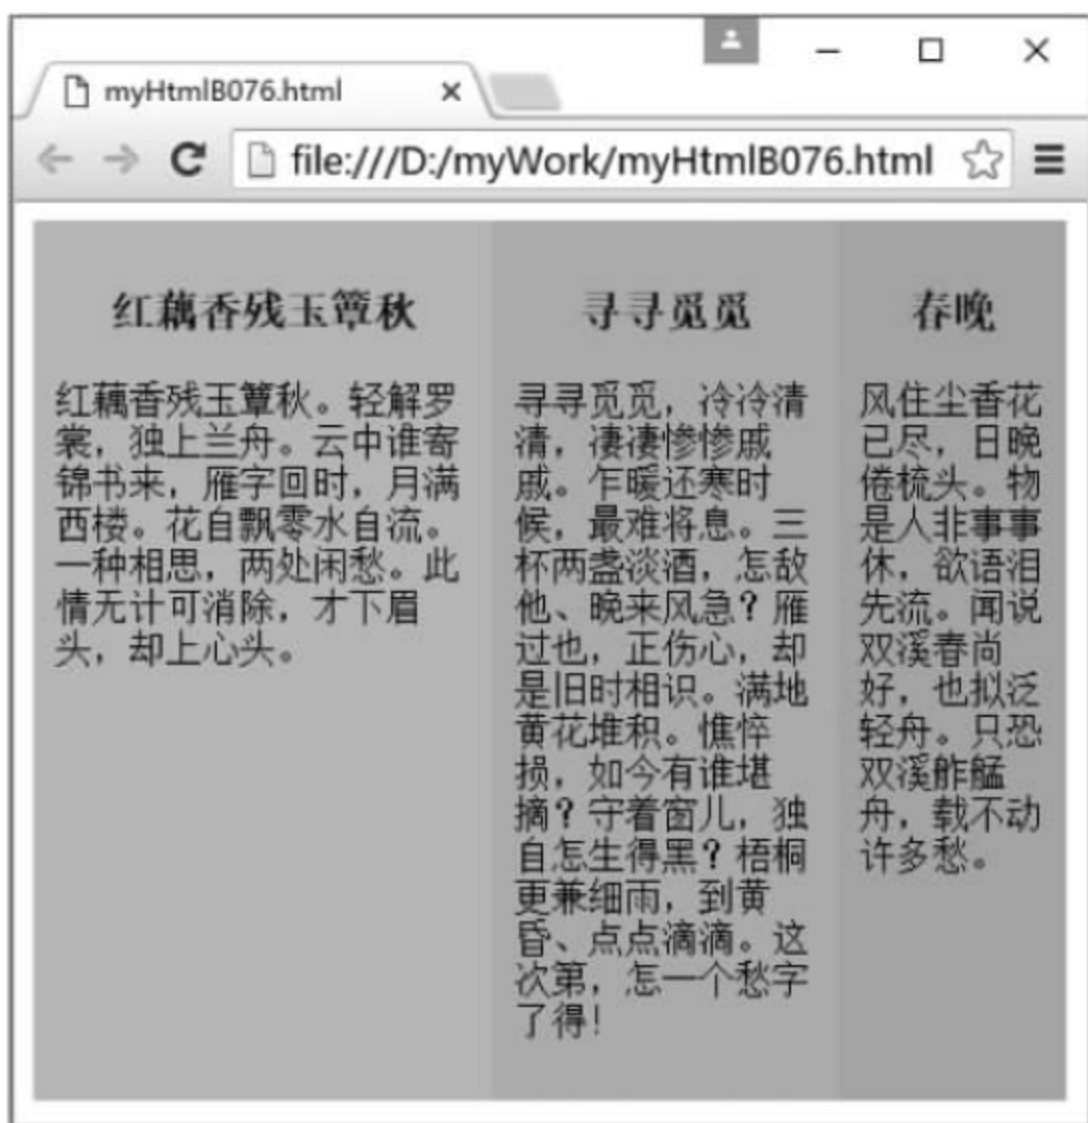 myHtmlB076.html
file:///D:/myWork/myHtmlB076.html
红藕香残玉簟秋
红藕香残玉簟秋。轻解罗
裳，独上兰舟。云中谁寄
锦书来，雁字回时，月满
西楼。花自飘零水自流。
一种相思，两处闲愁。此
情无计可消除，才下眉
头，却上心头。
寻寻觅觅
寻寻觅觅，冷冷清
清，凄凄惨惨戚
戚。乍暖还寒时
候，最难将息。三
杯两盏淡酒，怎敌
他、晚来风急？雁
过也，正伤心，却
是旧时相识。满地
黄花堆积。憔悴
损，如今有谁堪
摘？守着窗儿，独
自怎生得黑？梧桐
更兼细雨，到黄
昏、点点滴滴。这
次第，怎一个愁字
了得！
春晚
风住尘香花
已尽，日晚
倦梳头。物
是人非事事
休，欲语泪
先流。闻说
双溪春尚
好，也拟泛
轻舟。只恐
双溪舴艋
舟，载不动
许多愁。